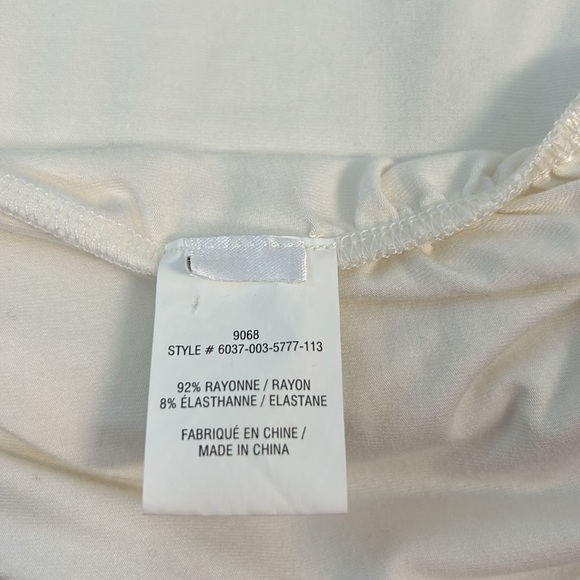 9068
STYLE # 6037-003-5777-113
92% RAYONNE / RAYON
8% ÉLASTHANNE / ELASTANE
FABRIQUÉ EN CHINE /
MADE IN CHINA